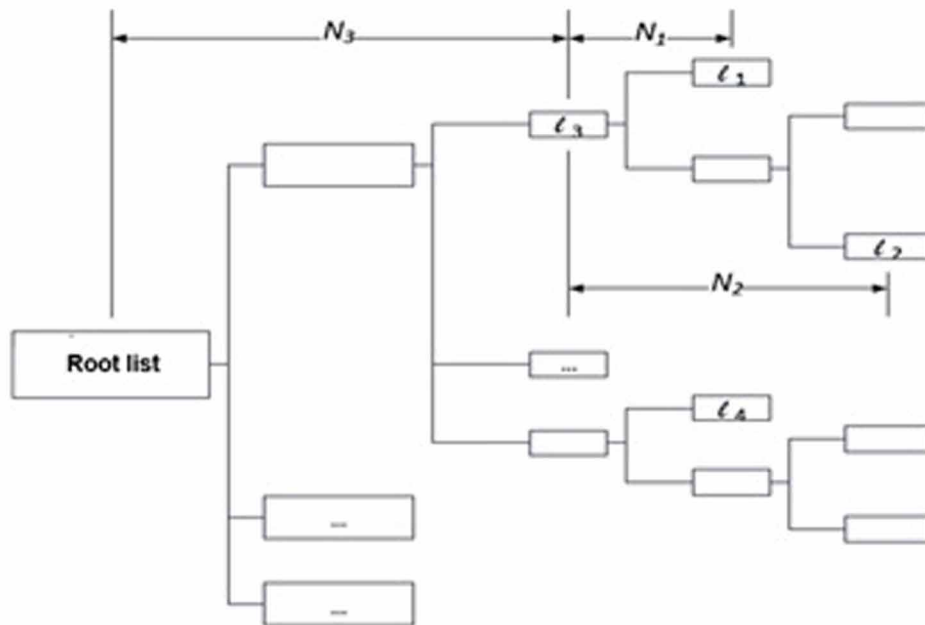 N₃
N₁
ℓ₁
ℓ₃
ℓ₂
N₂
Root list
...
ℓ₄
...
...